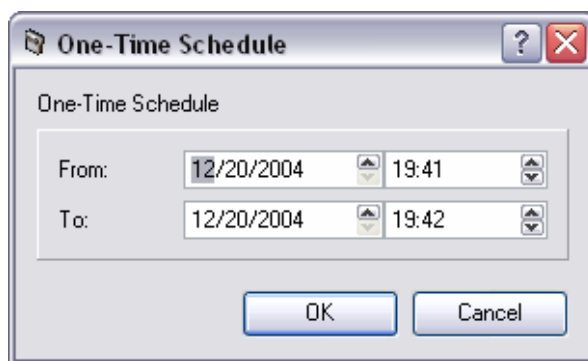 One-Time Schedule
One-Time Schedule
From: 12/20/2004 19:41
To: 12/20/2004 19:42
OK Cancel